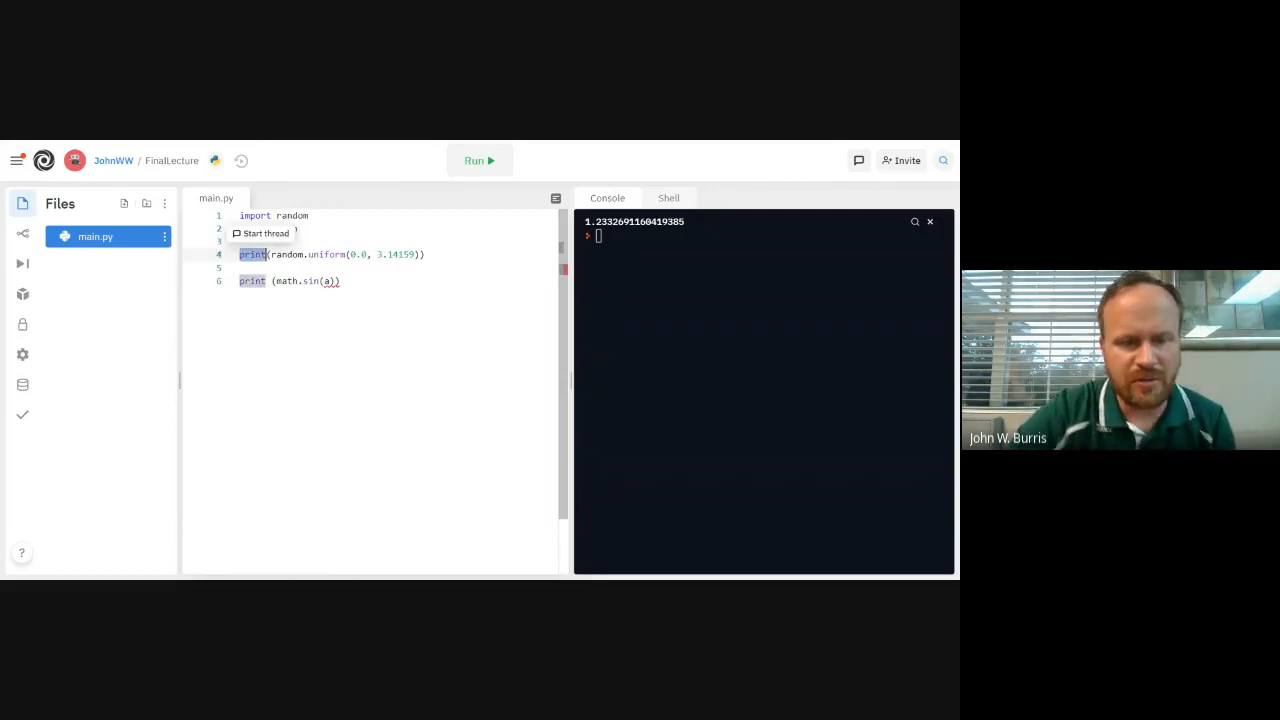 JohnWW / FinalLecture
Run
Invite
Files
main.py
main.py
Console
Shell
1 import random
2
Start thread
3
4 print(random.uniform(0.0, 3.14159))
5
6 print (math.sin(a))
1.2332691160419385
?
John W. Burris